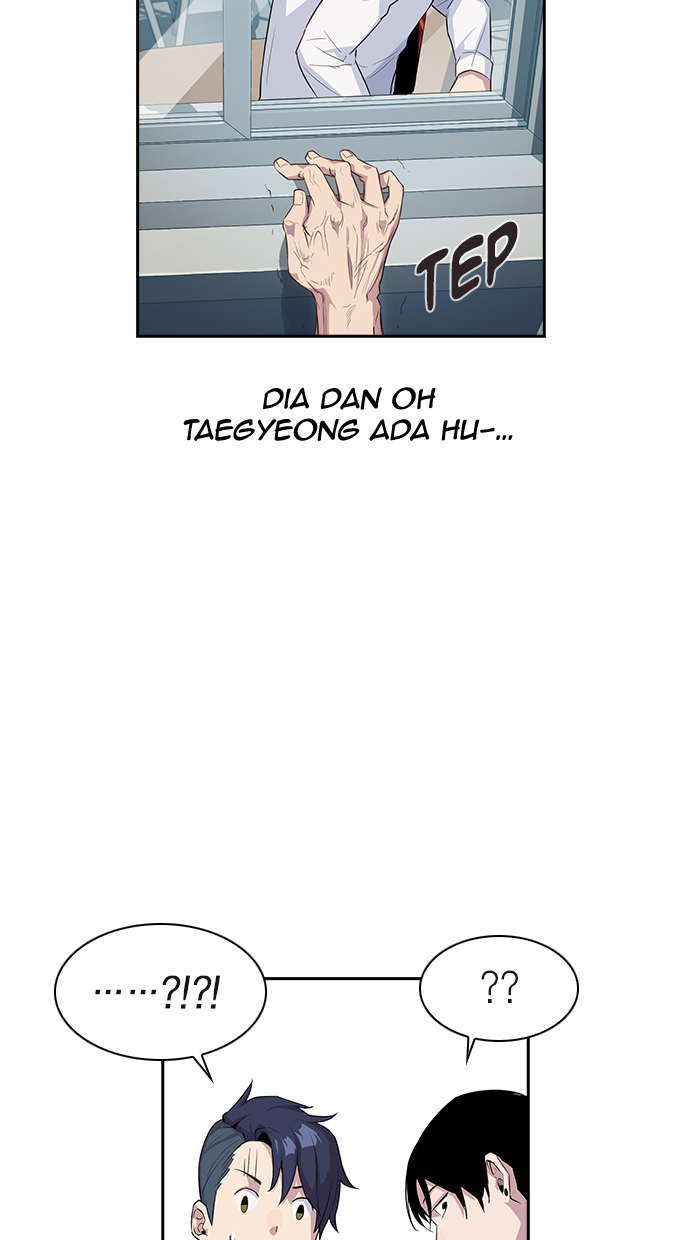 TEP
DIA DAN OH
TAEGYEONG ADA HU-...
......?!?!
??